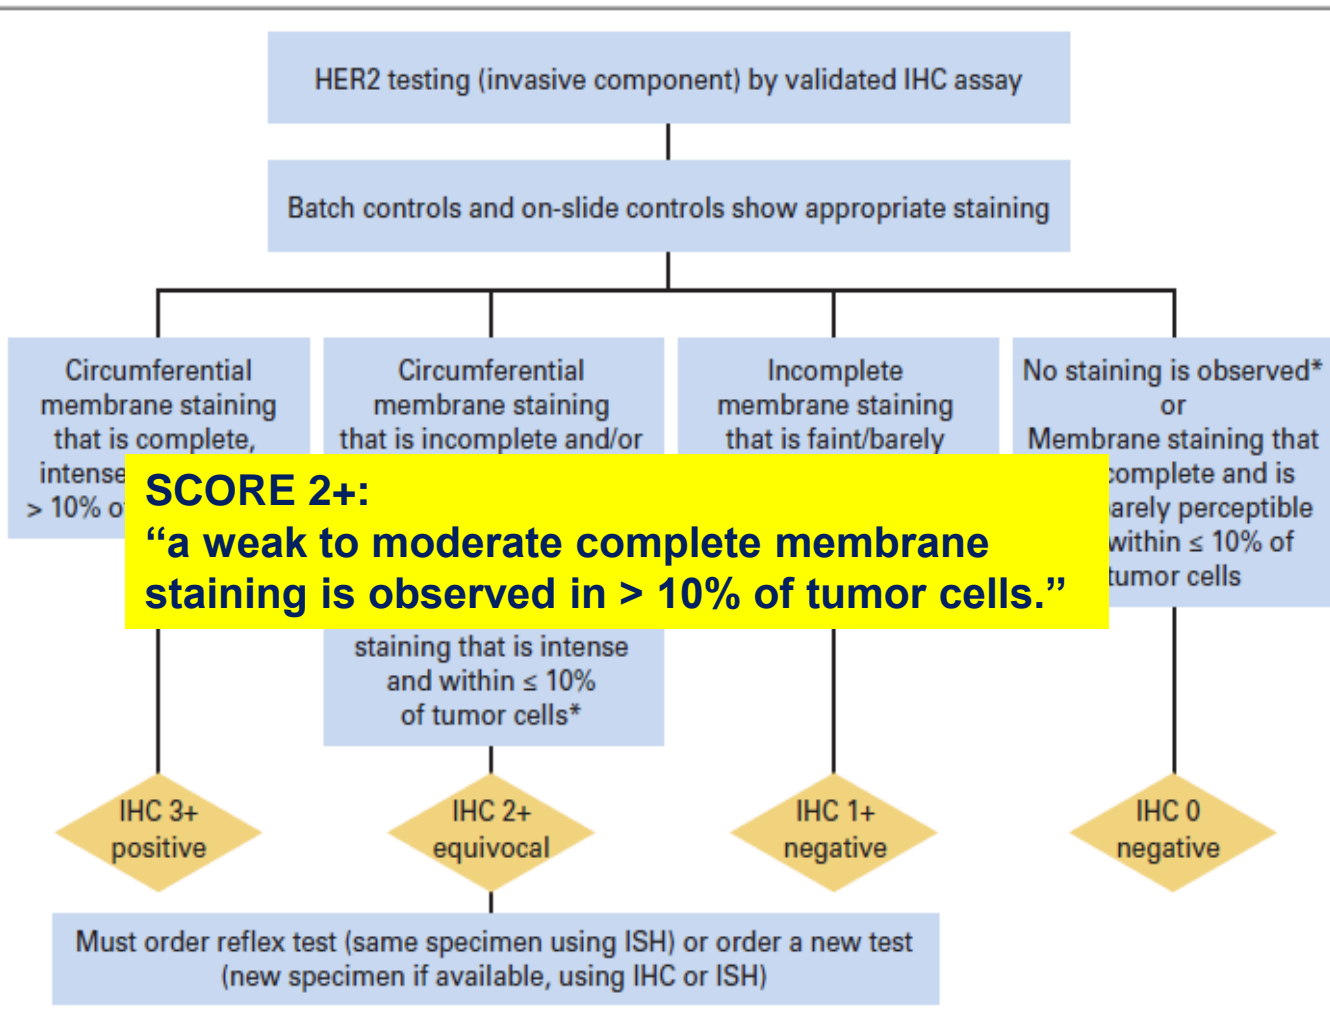 HER2 testing (invasive component) by validated IHC assay
Batch controls and on-slide controls show appropriate staining
Circumferential
membrane staining
that is complete,
intense
> 10% o
Circumferential
membrane staining
that is incomplete and/or
staining that is intense
and within ≤ 10%
of tumor cells*
Incomplete
membrane staining
that is faint/barely
No staining is observed*
or
Membrane staining that
complete and is
arely perceptible
within ≤ 10% of
tumor cells
SCORE 2+:
“a weak to moderate complete membrane
staining is observed in > 10% of tumor cells.”
IHC 3+
positive
IHC 2+
equivocal
IHC 1+
negative
IHC 0
negative
Must order reflex test (same specimen using ISH) or order a new test
(new specimen if available, using IHC or ISH)